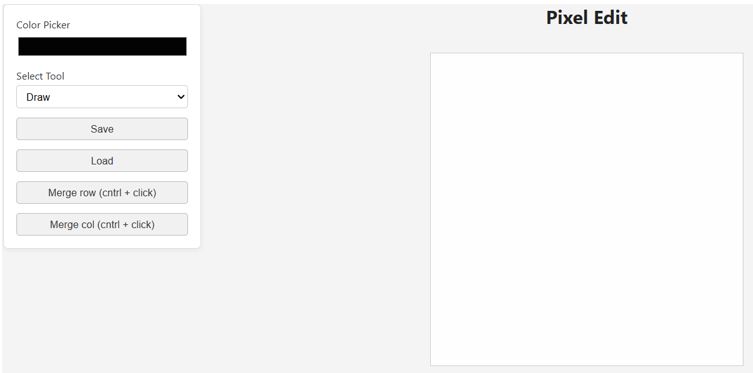 Color Picker
Select Tool
Draw
Save
Load
Merge row (cntrl + click)
Merge col (cntrl + click)
Pixel Edit